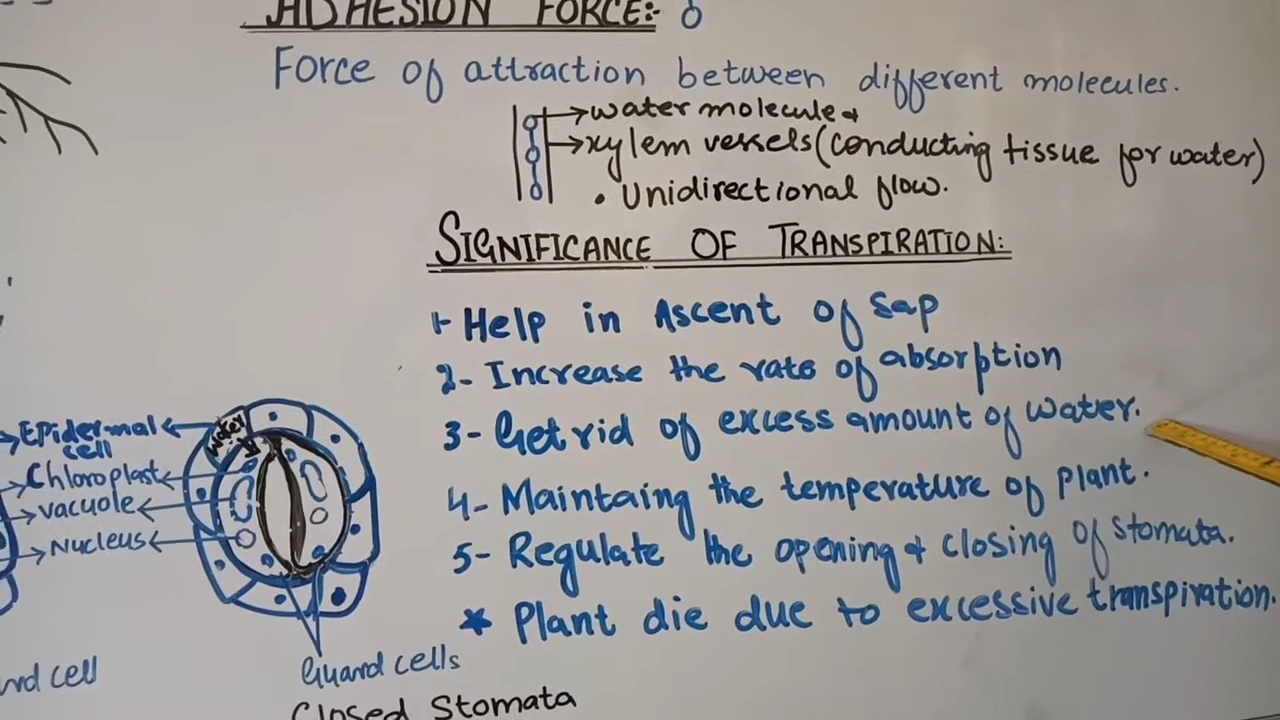 ADHESION FORCE:-
Force of attraction between different molecules.
water molecule &
xylem vessels (conducting tissue for water)
• Unidirectional flow.
SIGNIFICANCE OF TRANSPIRATION:
1- Help in Ascent of Sap
2- Increase the rate of absorption
3- Get rid of excess amount of water.
4- Maintaing the temperature of plant.
5- Regulate the opening & closing of stomata.
* Plant die due to excessive transpiration.
Epidermal cell
water
Chloroplast
vacuole
Nucleus
cell
Guard cells
Closed Stomata